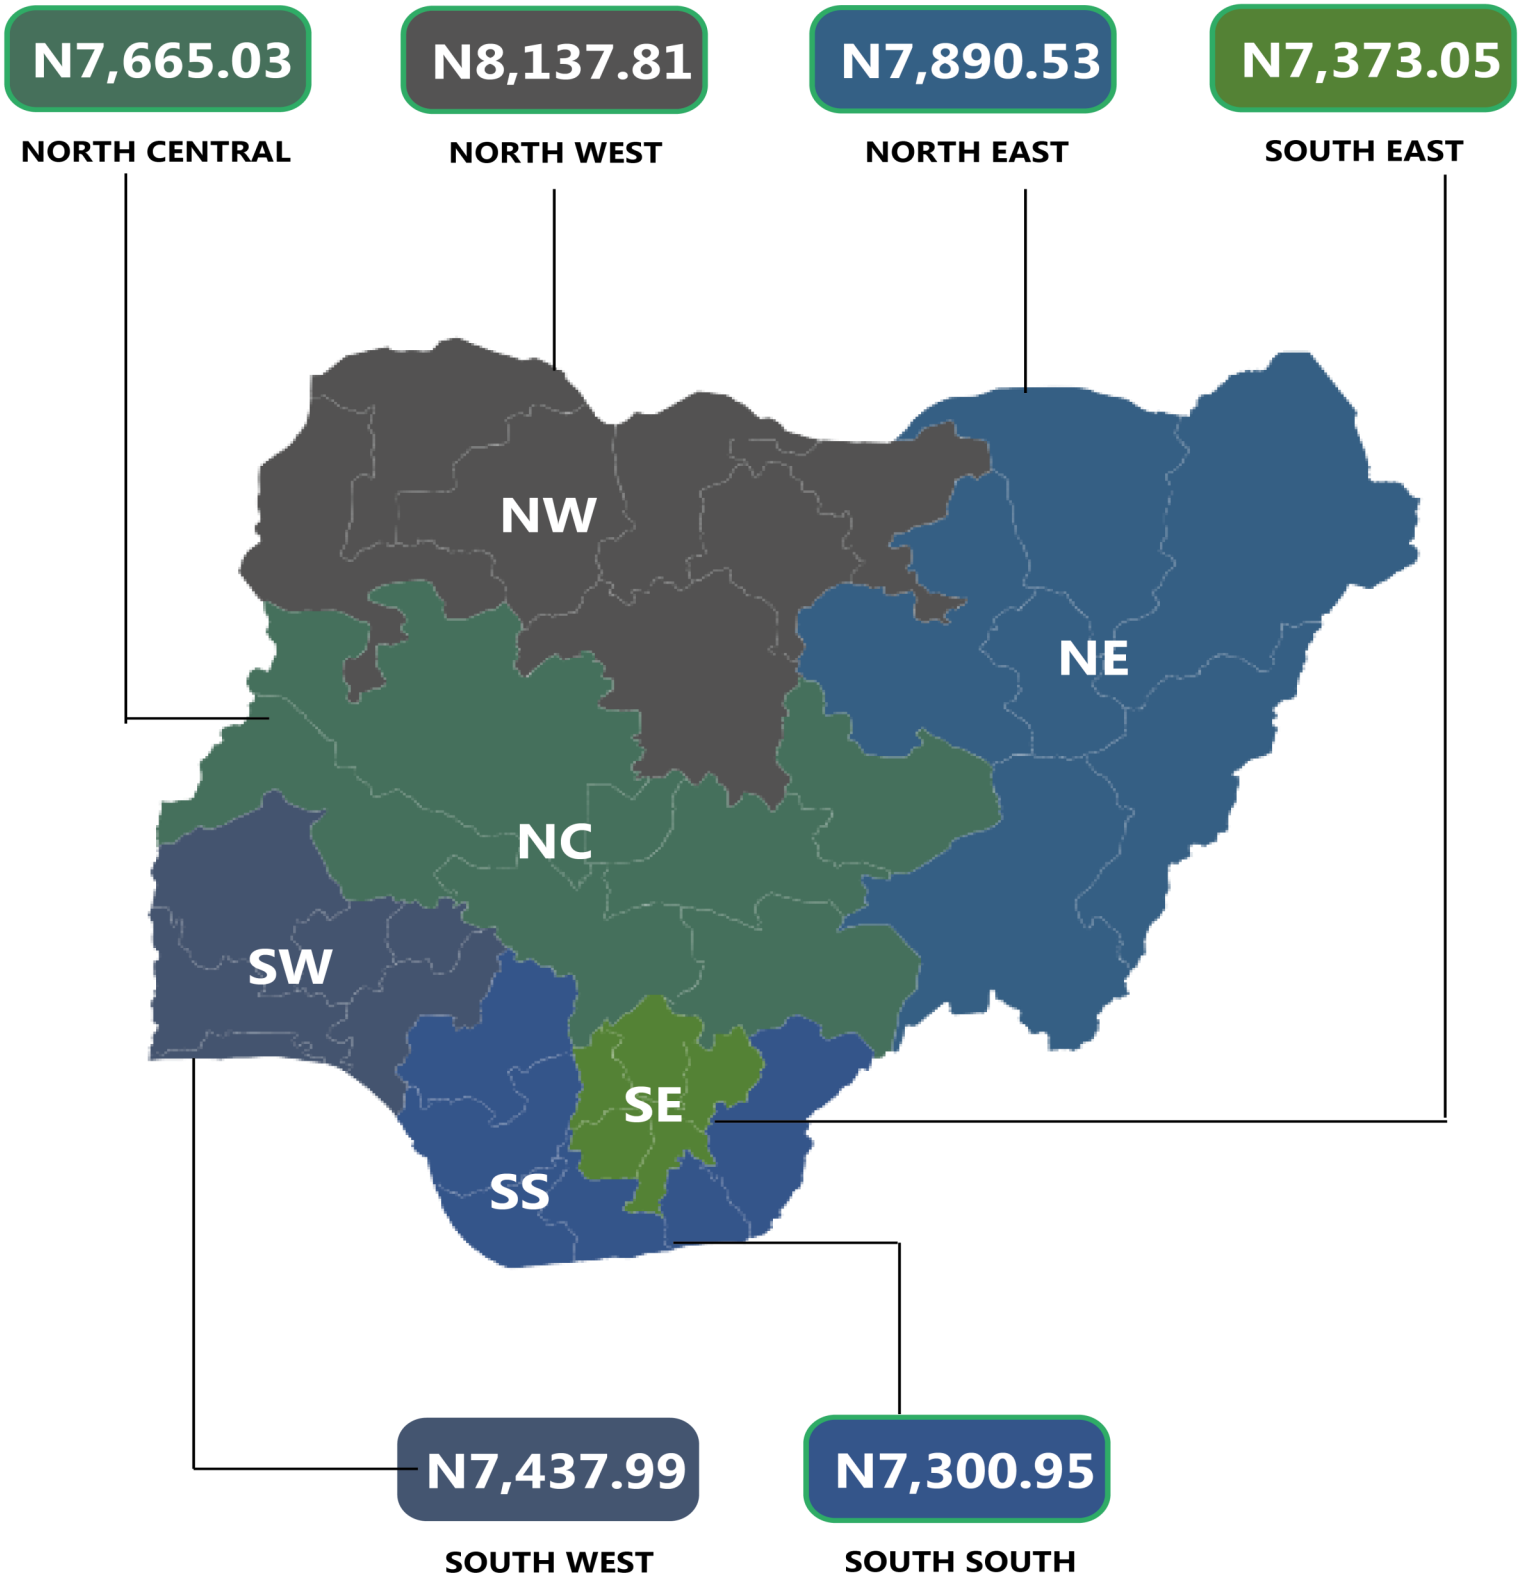 N7,665.03
N8,137.81
N7,890.53
N7,373.05
NORTH CENTRAL
NORTH WEST
NORTH EAST
SOUTH EAST
NW
NE
NC
SW
SE
SS
N7,437.99
N7,300.95
SOUTH WEST
SOUTH SOUTH